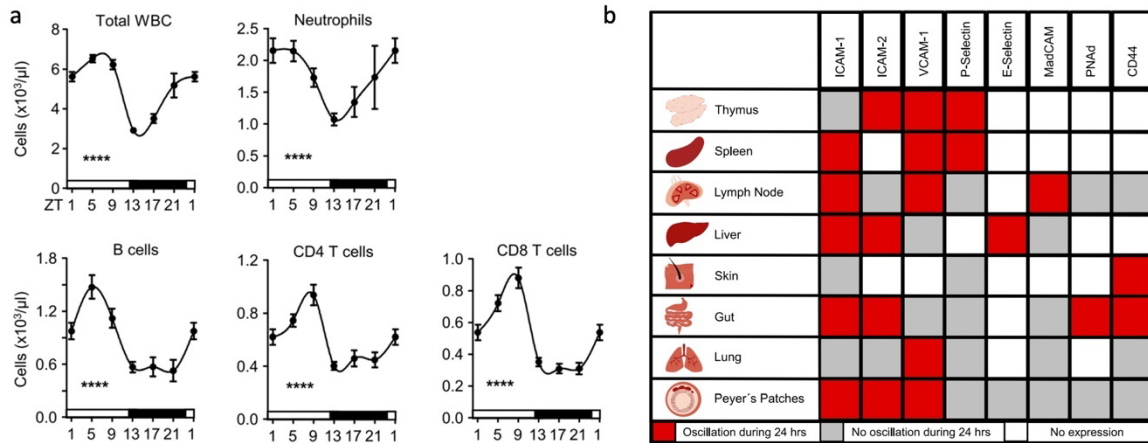 a
Total WBC
Neutrophils
Cells (x10³/µl)
8
6
4
2
0
****
ZT 1 5 9 13 17 21 1
2.5
2.0
1.5
1.0
0.5
0.0
****
1 5 9 13 17 21 1
B cells
CD4 T cells
CD8 T cells
Cells (x10³/µl)
1.8
1.5
1.2
0.9
0.6
0.3
0.0
****
1 5 9 13 17 21 1
1.2
0.8
0.4
0.0
****
1 5 9 13 17 21 1
1.0
0.8
0.6
0.4
0.2
0.0
****
1 5 9 13 17 21 1
b
ICAM-1
ICAM-2
VCAM-1
P-Selectin
E-Selectin
MadCAM
PNAd
CD44
Thymus
Spleen
Lymph Node
Liver
Skin
Gut
Lung
Peyer´s Patches
Oscillation during 24 hrs
No oscillation during 24 hrs
No expression